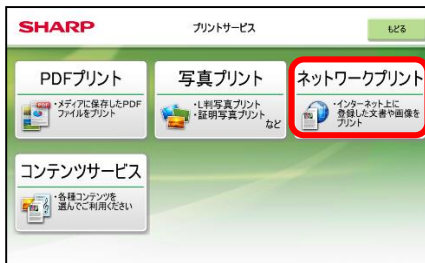 SHARP
プリントサービス
もどる
PDFプリント
・メディアに保存したPDF
ファイルをプリント
写真プリント
・L判写真プリント
・証明写真プリント
など
ネットワークプリント
・インターネット上に
登録した文書や画像を
プリント
コンテンツサービス
・各種コンテンツを
選んでご利用ください